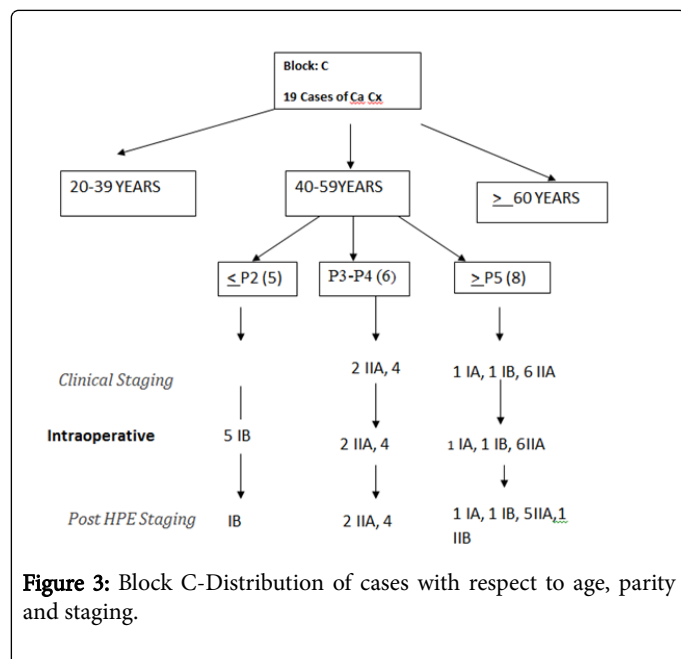 Block: C
19 Cases of Ca Cx
20-39 YEARS
40-59YEARS
≥ 60 YEARS
≤ P2 (5)
P3-P4 (6)
≥ P5 (8)
Clinical Staging
2 IIA, 4
1 IA, 1 IB, 6 IIA
Intraoperative
5 IB
2 IIA, 4
1 IA, 1 IB, 6IIA
Post HPE Staging
IB
2 IIA, 4
1 IA, 1 IB, 5IIA,1
IIB
Figure 3: Block C-Distribution of cases with respect to age, parity
and staging.